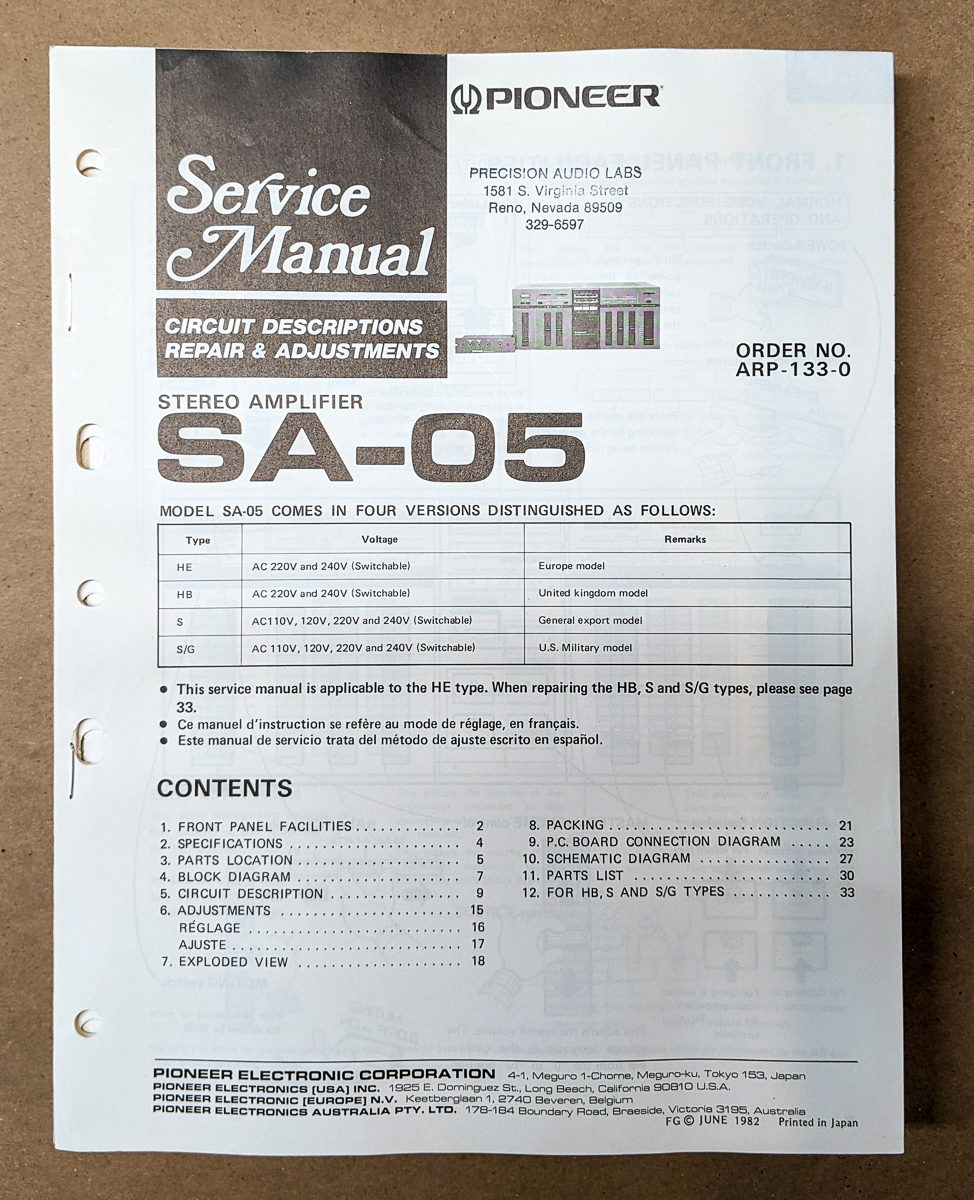 PIONEER
Service
Manual
CIRCUIT DESCRIPTIONS
REPAIR & ADJUSTMENTS
PRECISION AUDIO LABS
1581 S. Virginia Street
Reno, Nevada 89509
329-6597
ORDER NO.
ARP-133-0
STEREO AMPLIFIER
SA-05
MODEL SA-05 COMES IN FOUR VERSIONS DISTINGUISHED AS FOLLOWS:
Type Voltage Remarks
HE AC 220V and 240V (Switchable) Europe model
HB AC 220V and 240V (Switchable) United kingdom model
S AC110V, 120V, 220V and 240V (Switchable) General export model
S/G AC 110V, 120V, 220V and 240V (Switchable) U.S. Military model
● This service manual is applicable to the HE type. When repairing the HB, S and S/G types, please see page
33.
● Ce manuel d'instruction se refère au mode de réglage, en français.
● Este manual de servicio trata del método de ajuste escrito en español.
CONTENTS
1. FRONT PANEL FACILITIES . . . . . . . . . . . . . 2
2. SPECIFICATIONS . . . . . . . . . . . . . . . . . . . . . 4
3. PARTS LOCATION . . . . . . . . . . . . . . . . . . . . 5
4. BLOCK DIAGRAM . . . . . . . . . . . . . . . . . . . . 7
5. CIRCUIT DESCRIPTION . . . . . . . . . . . . . . . . 9
6. ADJUSTMENTS . . . . . . . . . . . . . . . . . . . . . . 15
RÉGLAGE . . . . . . . . . . . . . . . . . . . . . . . . . . 16
AJUSTE . . . . . . . . . . . . . . . . . . . . . . . . . . . . 17
7. EXPLODED VIEW . . . . . . . . . . . . . . . . . . . . 18
8. PACKING . . . . . . . . . . . . . . . . . . . . . . . . . . . 21
9. P.C. BOARD CONNECTION DIAGRAM . . . . . 23
10. SCHEMATIC DIAGRAM . . . . . . . . . . . . . . . . 27
11. PARTS LIST . . . . . . . . . . . . . . . . . . . . . . . . 30
12. FOR HB, S AND S/G TYPES . . . . . . . . . . . . 33
PIONEER ELECTRONIC CORPORATION 4-1, Meguro 1-Chome, Meguro-ku, Tokyo 153, Japan
PIONEER ELECTRONICS [USA] INC. 1925 E. Dominguez St., Long Beach, California 90810 U.S.A.
PIONEER ELECTRONIC [EUROPE] N.V. Keetberglaan 1, 2740 Beveren, Belgium
PIONEER ELECTRONICS AUSTRALIA PTY. LTD. 178-184 Boundary Road, Braeside, Victoria 3195, Australia
FG © JUNE 1982 Printed in Japan